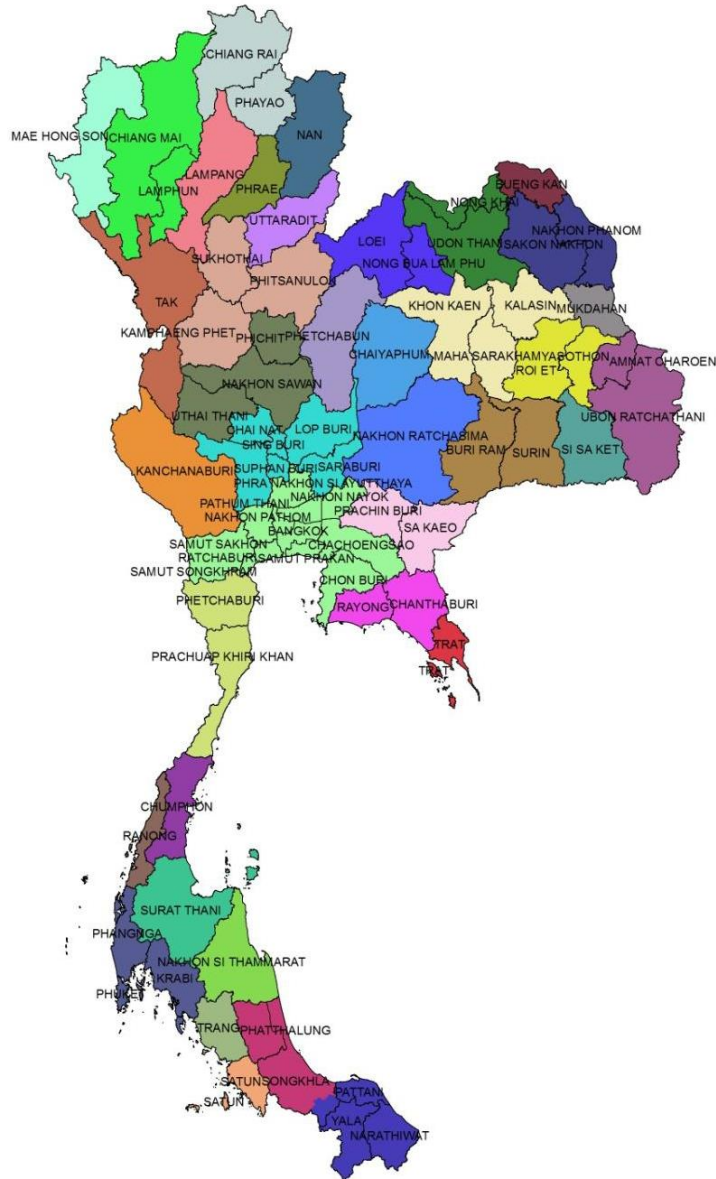 CHIANG RAI
PHAYAO
MAE HONG SON
CHIANG MAI
NAN
LAMPANG
LAMPHUN
PHRAE
UTTARADIT
BUENG KAN
NONG KHAI
NAKHON PHANOM
LOEI
UDON THANI
SAKON NAKHON
SUKHOTHAI
NONG BUA LAM PHU
PHITSANULOK
TAK
KHON KAEN
KALASIN
MUKDAHAN
KAMPHAENG PHET
PHICHIT
PHETCHABUN
CHAIYAPHUM
MAHA SARAKHAM
YASOTHON
ROI ET
AMNAT CHAROEN
NAKHON SAWAN
UTHAI THANI
UBON RATCHATHANI
CHAI NAT
LOP BURI
SING BURI
NAKHON RATCHASIMA
BURI RAM
SURIN
SI SA KET
KANCHANABURI
SUPHAN BURI
SARABURI
PHRA NAKHON SI AYUTTHAYA
NAKHON NAYOK
PATHUM THANI
PRACHIN BURI
NAKHON PATHOM
SA KAEO
BANGKOK
SAMUT SAKHON
CHACHOENGSAO
RATCHABURI
SAMUT PRAKAN
SAMUT SONGKHRAM
CHON BURI
PHETCHABURI
RAYONG
CHANTHABURI
TRAT
PRACHUAP KHIRI KHAN
TRAT
CHUMPHON
RANONG
SURAT THANI
PHANGNGA
NAKHON SI THAMMARAT
KRABI
PHUKET
TRANG
PHATTHALUNG
SATUN
SONGKHLA
SATUN
PATTANI
YALA
NARATHIWAT